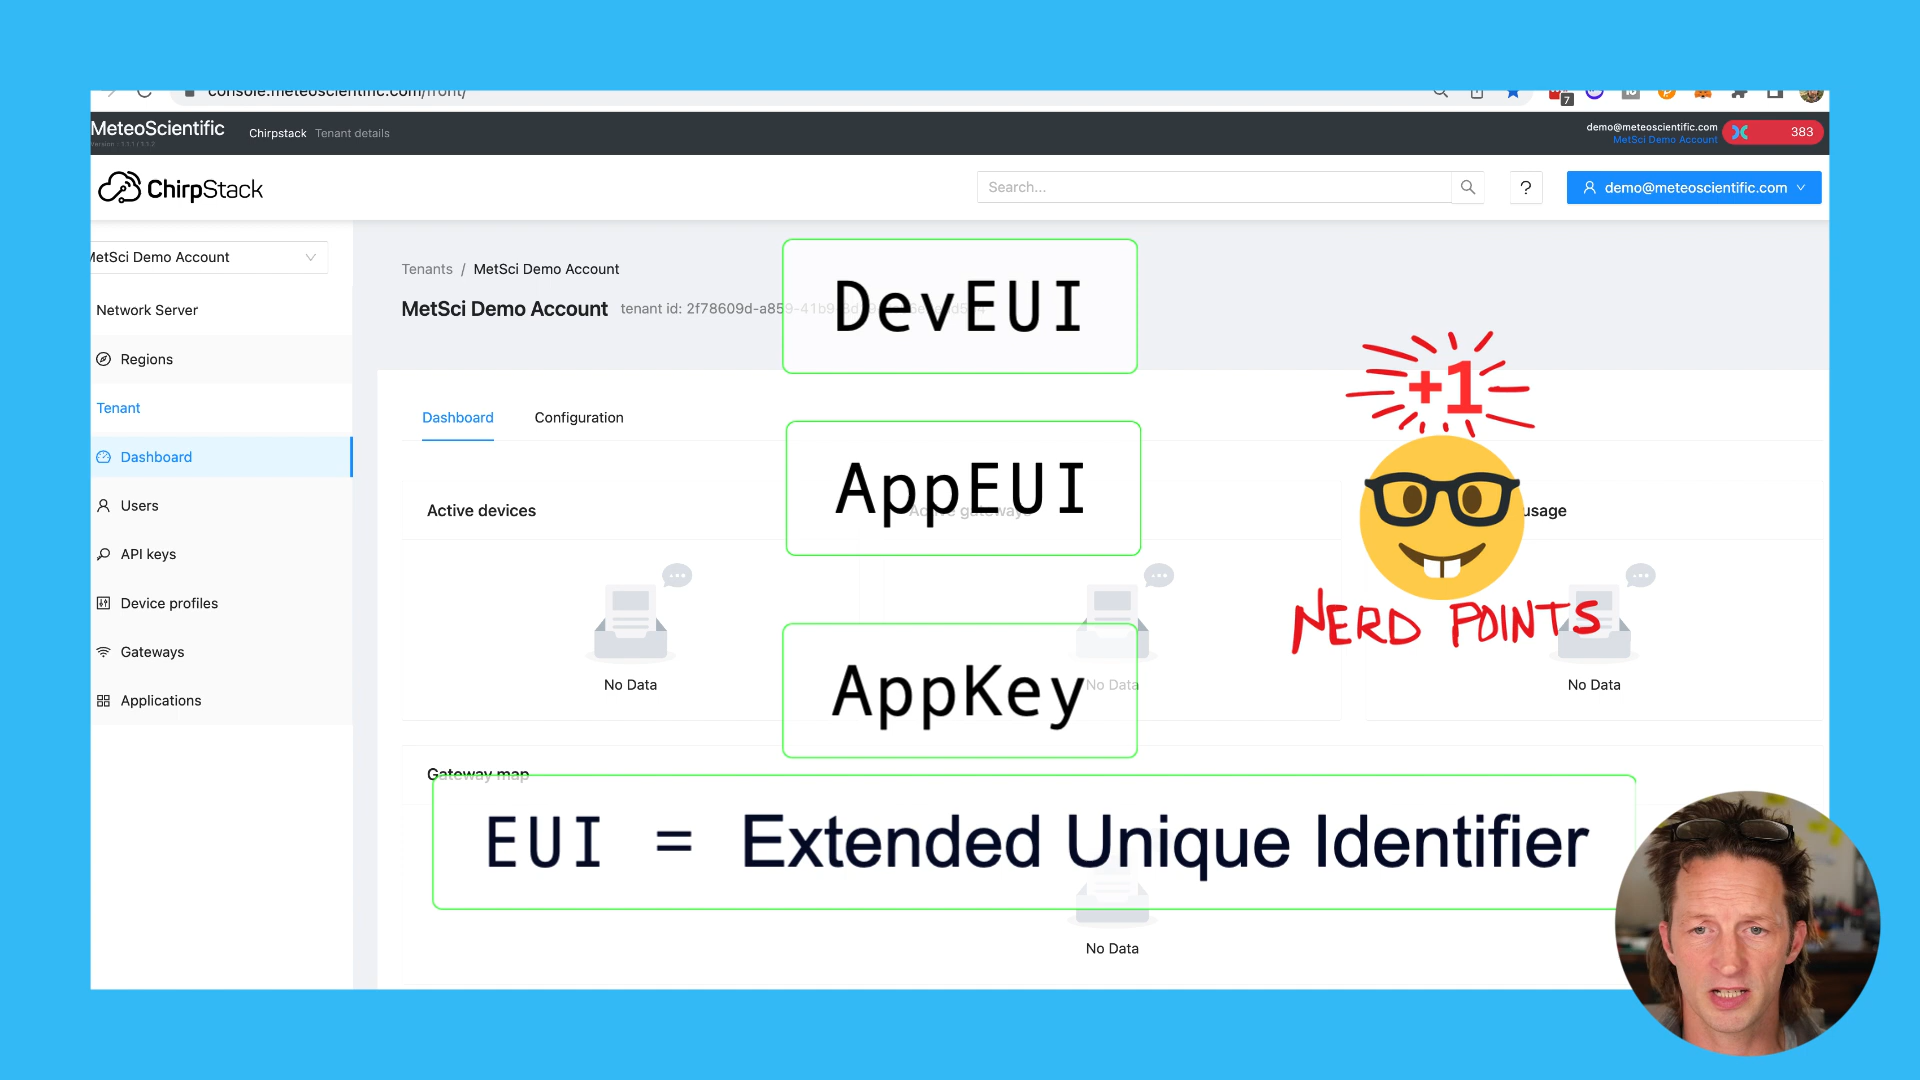 console.meteoscientific.com/front/
7
MeteoScientific
Chirpstack Tenant details
demo@meteoscientific.com
MetSci Demo Account
383
ChirpStack
Search...
?
demo@meteoscientific.com
MetSci Demo Account
Network Server
Regions
Tenant
Dashboard
Users
API keys
Device profiles
Gateways
Applications
Tenants / MetSci Demo Account
MetSci Demo Account
tenant id:
DevEUI
Dashboard
Configuration
AppEUI
Active devices
Active gateways
usage
+1
NERD POINTS
AppKey
No Data
No Data
No Data
Gateway map
EUI = Extended Unique Identifier
No Data